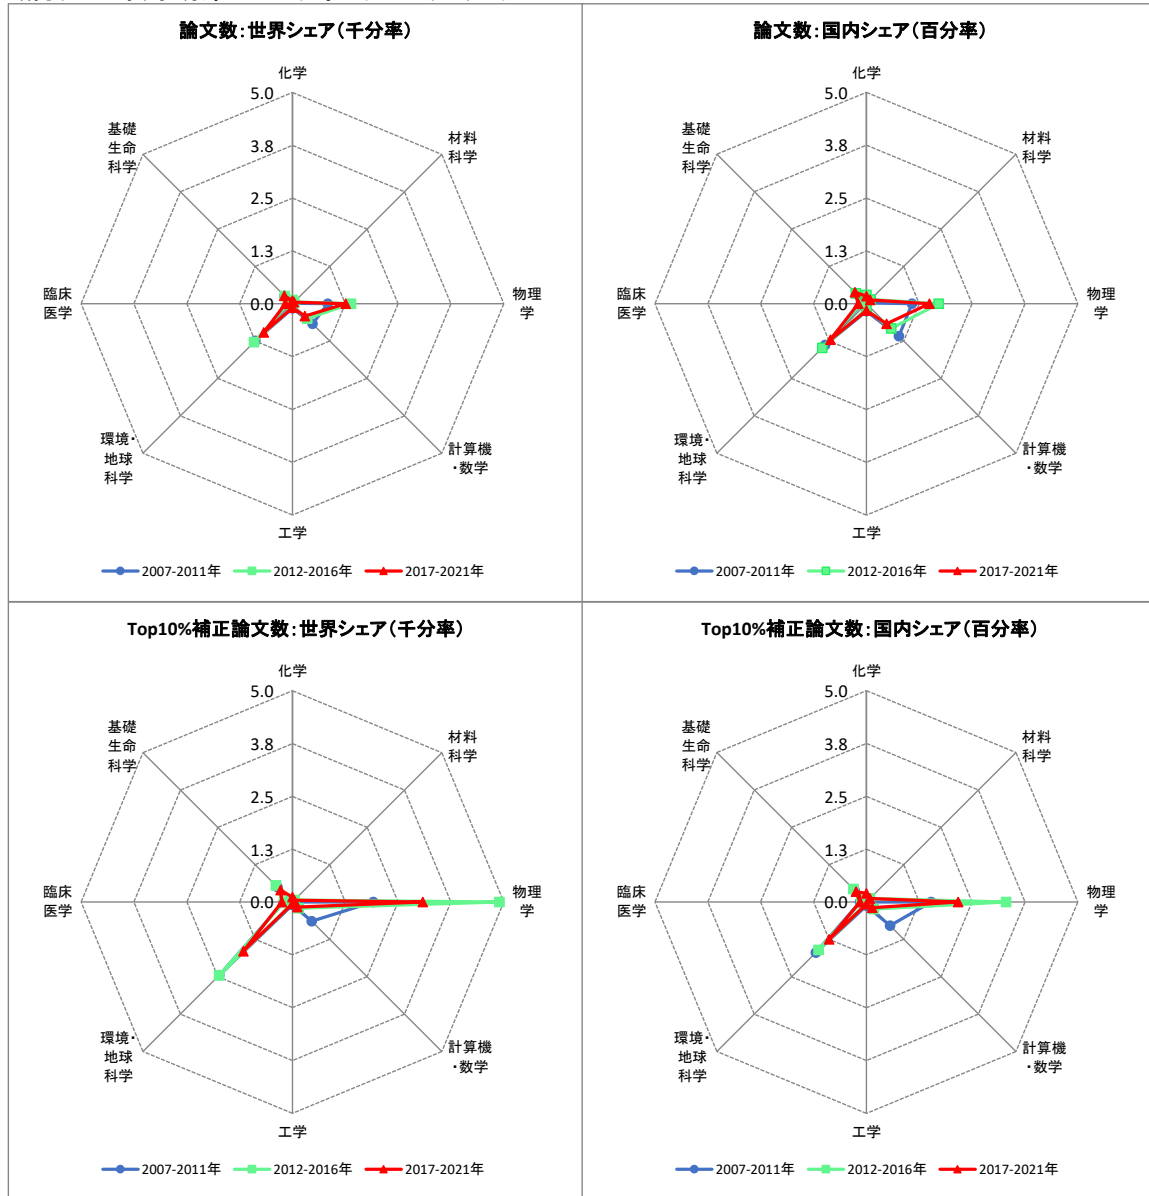 論文数：世界シェア（千分率）
化学
5.0
3.8
2.5
1.3
0.0
材料
科学
物理
学
計算機
・数学
工学
環境・
地球
科学
臨床
医学
基礎
生命
科学
2007-2011年 2012-2016年 2017-2021年
論文数：国内シェア（百分率）
化学
5.0
3.8
2.5
1.3
0.0
材料
科学
物理
学
計算機
・数学
工学
環境・
地球
科学
臨床
医学
基礎
生命
科学
2007-2011年 2012-2016年 2017-2021年
Top10%補正論文数：世界シェア（千分率）
化学
5.0
3.8
2.5
1.3
0.0
材料
科学
物理
学
計算機
・数学
工学
環境・
地球
科学
臨床
医学
基礎
生命
科学
2007-2011年 2012-2016年 2017-2021年
Top10%補正論文数：国内シェア（百分率）
化学
5.0
3.8
2.5
1.3
0.0
材料
科学
物理
学
計算機
・数学
工学
環境・
地球
科学
臨床
医学
基礎
生命
科学
2007-2011年 2012-2016年 2017-2021年